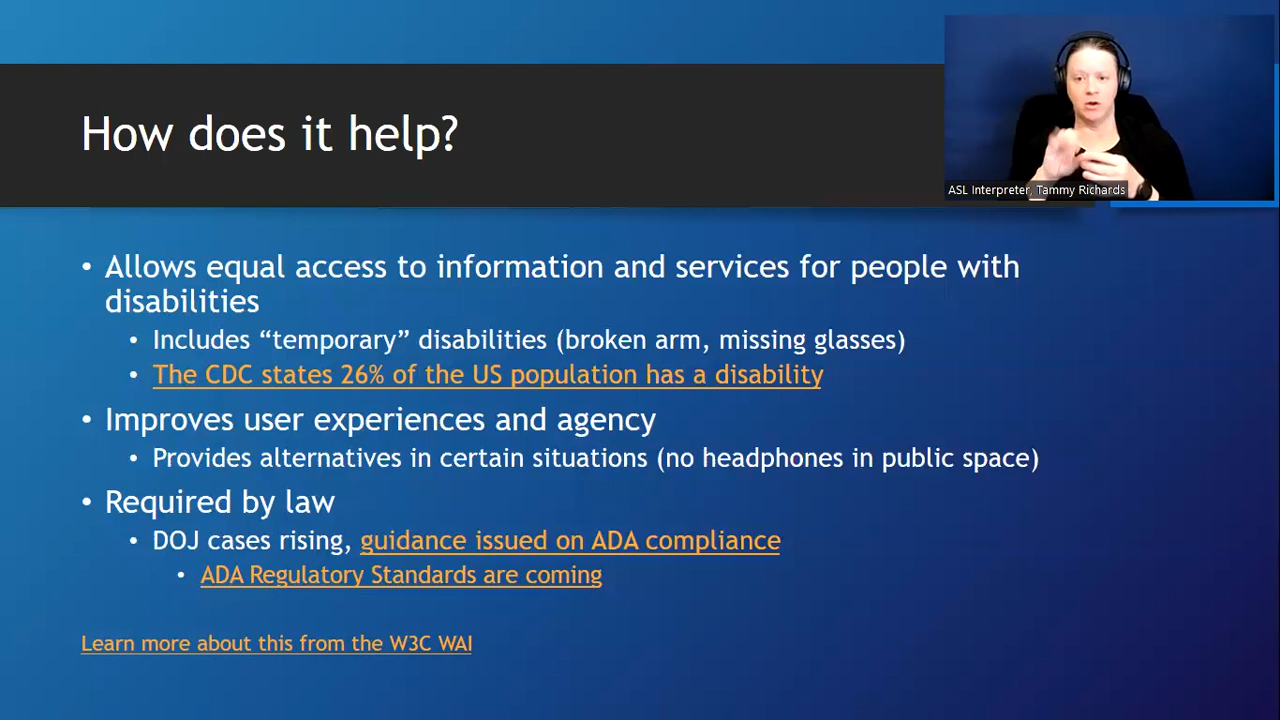 How does it help?
ASL Interpreter, Tammy Richards
• Allows equal access to information and services for people with
disabilities
• Includes “temporary” disabilities (broken arm, missing glasses)
• The CDC states 26% of the US population has a disability
• Improves user experiences and agency
• Provides alternatives in certain situations (no headphones in public space)
• Required by law
• DOJ cases rising, guidance issued on ADA compliance
• ADA Regulatory Standards are coming
Learn more about this from the W3C WAI